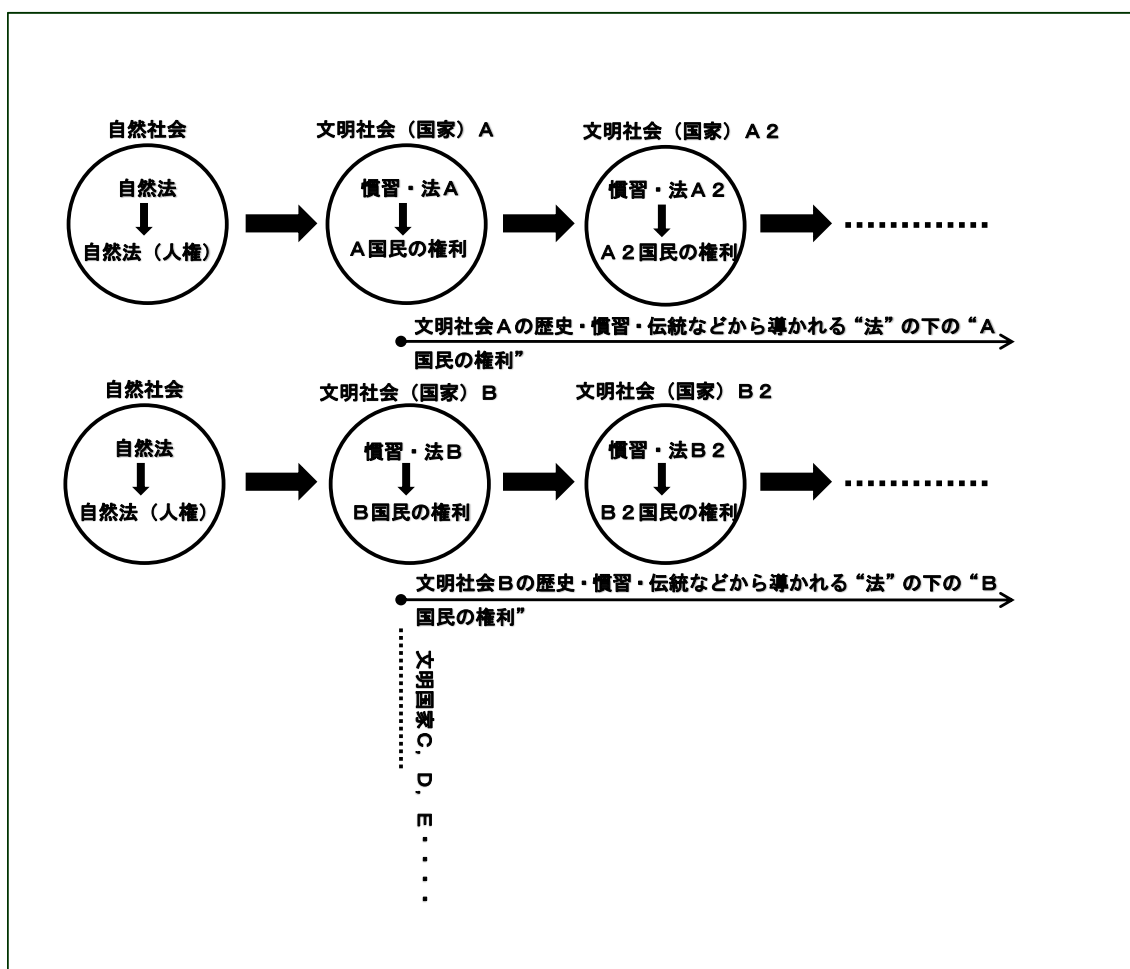 自然社会
文明社会（国家）A
文明社会（国家）A2
自然法
慣習・法A
慣習・法A2
自然法（人権）
A国民の権利
A2国民の権利
文明社会Aの歴史・慣習・伝統などから導かれる“法”の下の“A
国民の権利”
自然社会
文明社会（国家）B
文明社会（国家）B2
自然法
慣習・法B
慣習・法B2
自然法（人権）
B国民の権利
B2国民の権利
文明社会Bの歴史・慣習・伝統などから導かれる“法”の下の“B
国民の権利”
文明国家C, D, E・・・・